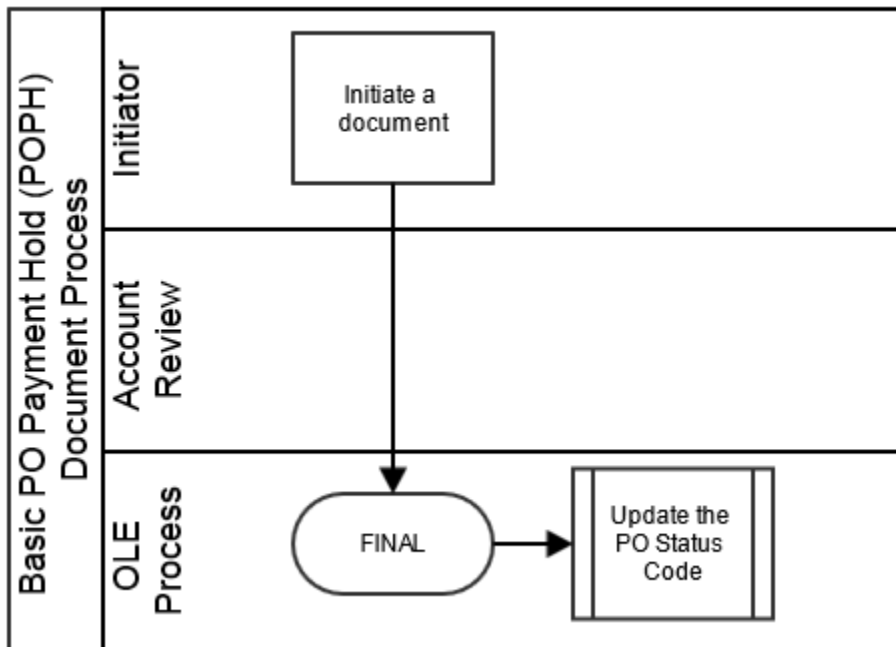 Basic PO Payment Hold (POPH)
Document Process
Initiator
Initiate a
document
Account
Review
OLE
Process
FINAL
Update the
PO Status
Code